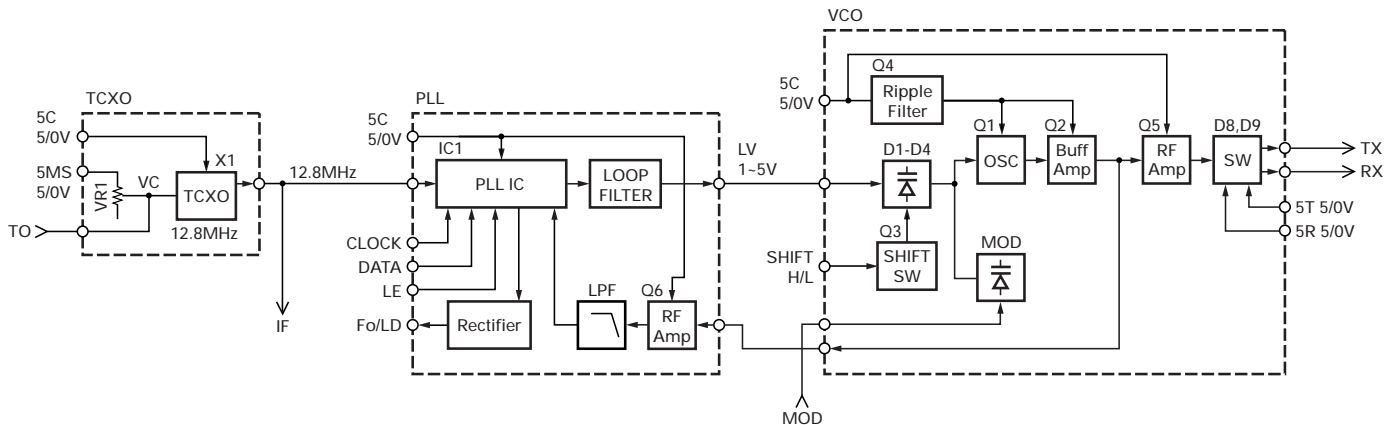 TCXO
5C
5/0V
5MS
5/0V
VR1
VC
X1
TCXO
12.8MHz
TO
12.8MHz
IF
PLL
5C
5/0V
IC1
PLL IC
LOOP
FILTER
CLOCK
DATA
LE
Fo/LD
Rectifier
LPF
Q6
RF
Amp
LV
1~5V
VCO
5C
5/0V
Q4
Ripple
Filter
D1-D4
Q1
OSC
Q2
Buff
Amp
Q5
RF
Amp
D8,D9
SW
TX
RX
5T 5/0V
5R 5/0V
SHIFT
H/L
Q3
SHIFT
SW
MOD
MOD